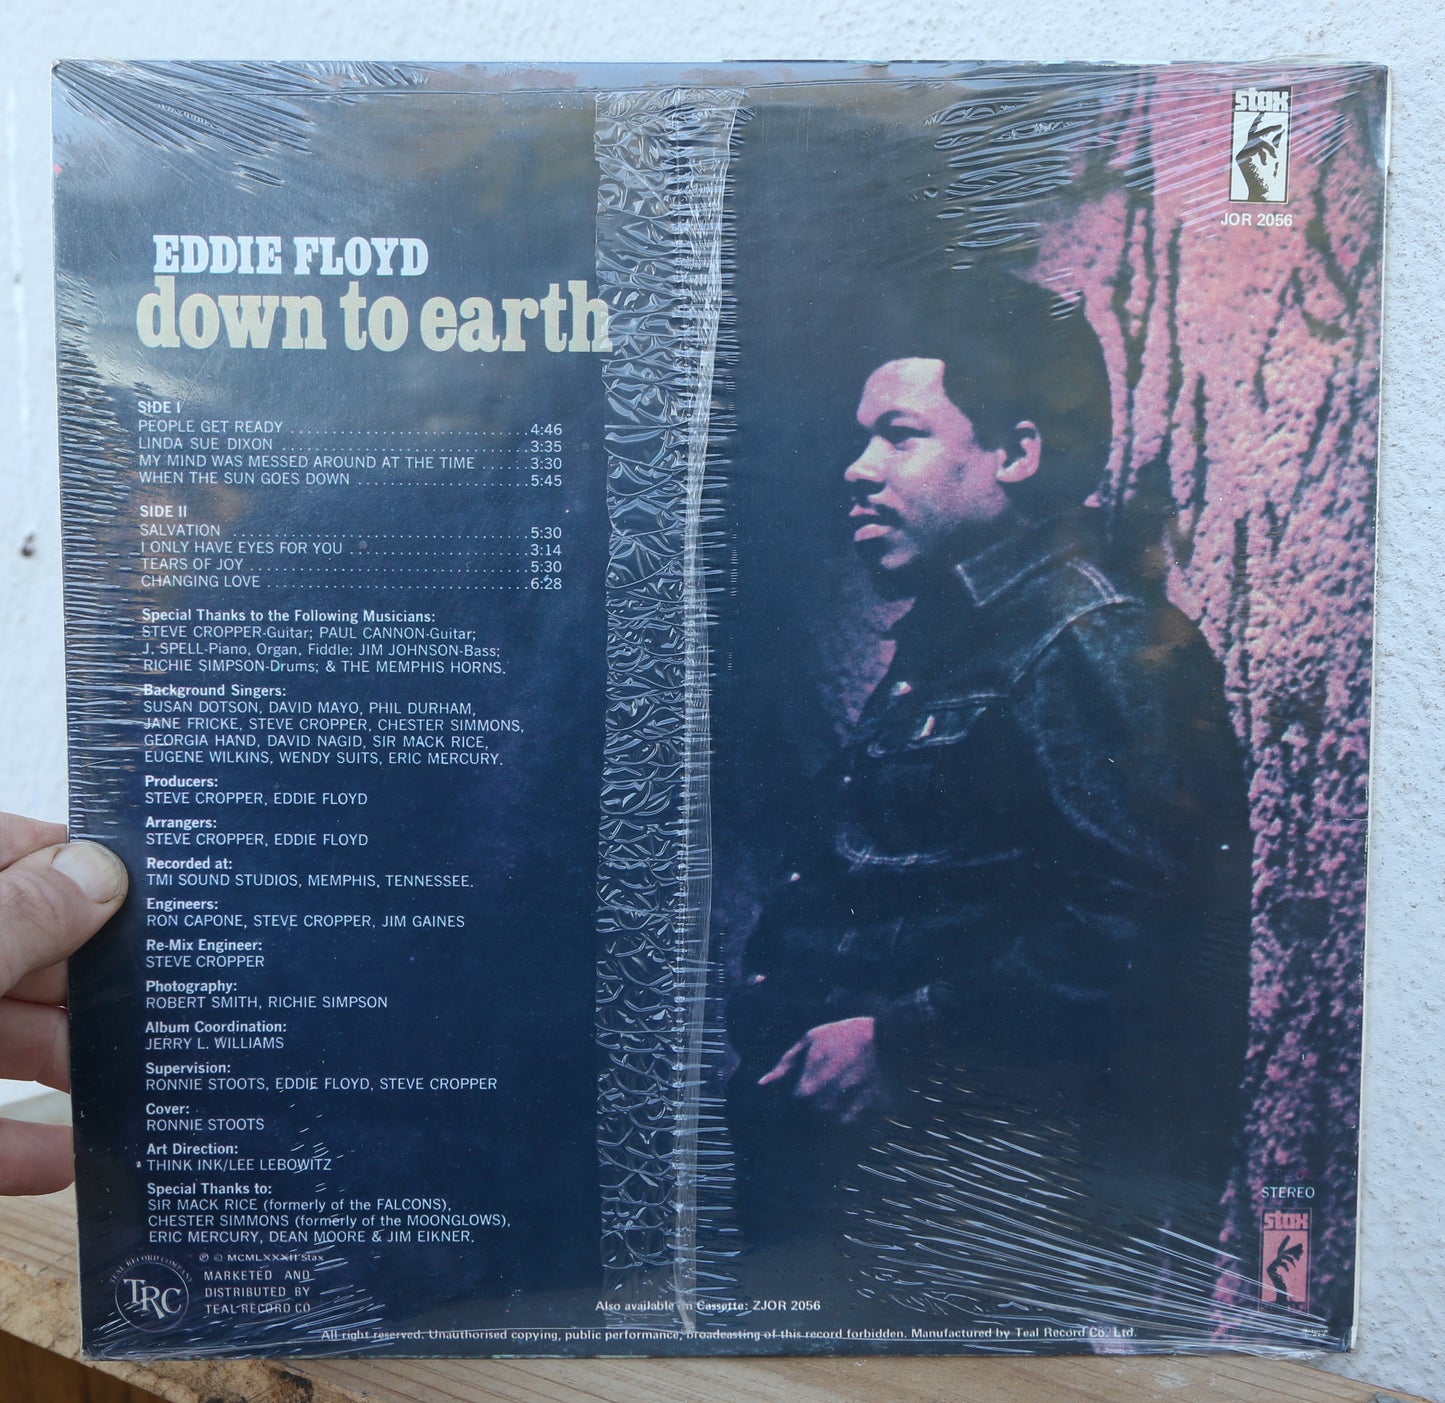 stax
JOR 2056
EDDIE FLOYD
down to earth
SIDE I
PEOPLE GET READY ........................ 4:46
LINDA SUE DIXON ........................ 3:35
MY MIND WAS MESSED AROUND AT THE TIME ...... 3:30
WHEN THE SUN GOES DOWN ................... 5:45
SIDE II
SALVATION ............................ 5:30
I ONLY HAVE EYES FOR YOU .................. 3:14
TEARS OF JOY ............................ 5:30
CHANGING LOVE .......................... 6:28
Special Thanks to the Following Musicians:
STEVE CROPPER-Guitar; PAUL CANNON-Guitar;
J. SPELL-Piano, Organ, Fiddle; JIM JOHNSON-Bass;
RICHIE SIMPSON-Drums; & THE MEMPHIS HORNS.
Background Singers:
SUSAN DOTSON, DAVID MAYO, PHIL DURHAM,
JANE FRICKE, STEVE CROPPER, CHESTER SIMMONS,
GEORGIA HAND, DAVID NAGID, SIR MACK RICE,
EUGENE WILKINS, WENDY SUITS, ERIC MERCURY.
Producers:
STEVE CROPPER, EDDIE FLOYD
Arrangers:
STEVE CROPPER, EDDIE FLOYD
Recorded at:
TMI SOUND STUDIOS, MEMPHIS, TENNESSEE.
Engineers:
RON CAPONE, STEVE CROPPER, JIM GAINES
Re-Mix Engineer:
STEVE CROPPER
Photography:
ROBERT SMITH, RICHIE SIMPSON
Album Coordination:
JERRY L. WILLIAMS
Supervision:
RONNIE STOOTS, EDDIE FLOYD, STEVE CROPPER
Cover:
RONNIE STOOTS
Art Direction:
THINK INK/LEE LEBOWITZ
Special Thanks to:
SIR MACK RICE (formerly of the FALCONS),
CHESTER SIMMONS (formerly of the MOONGLOWS),
ERIC MERCURY, DEAN MOORE & JIM EIKNER.
STEREO
stax
℗ © MCMLXXXII Stax
TEAL RECORD COMPANY
TRC
MARKETED AND
DISTRIBUTED BY
TEAL RECORD CO
Also available on Cassette: ZJOR 2056
All right reserved. Unauthorised copying, public performance, broadcasting of this record forbidden. Manufactured by Teal Record Co. Ltd.